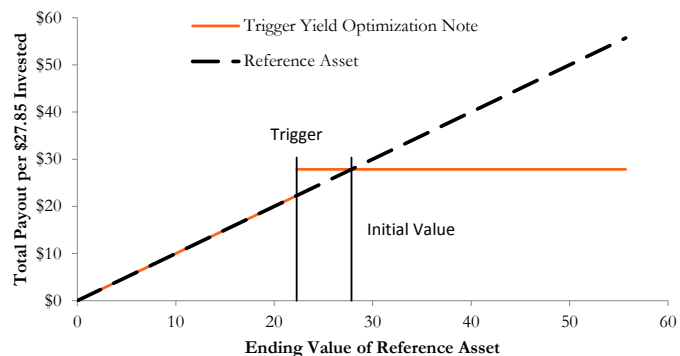 $60
$50
$40
$30
$20
$10
$0
Total Payout per $27.85 Invested
Trigger Yield Optimization Note
Reference Asset
Trigger
Initial Value
0 10 20 30 40 50 60
Ending Value of Reference Asset